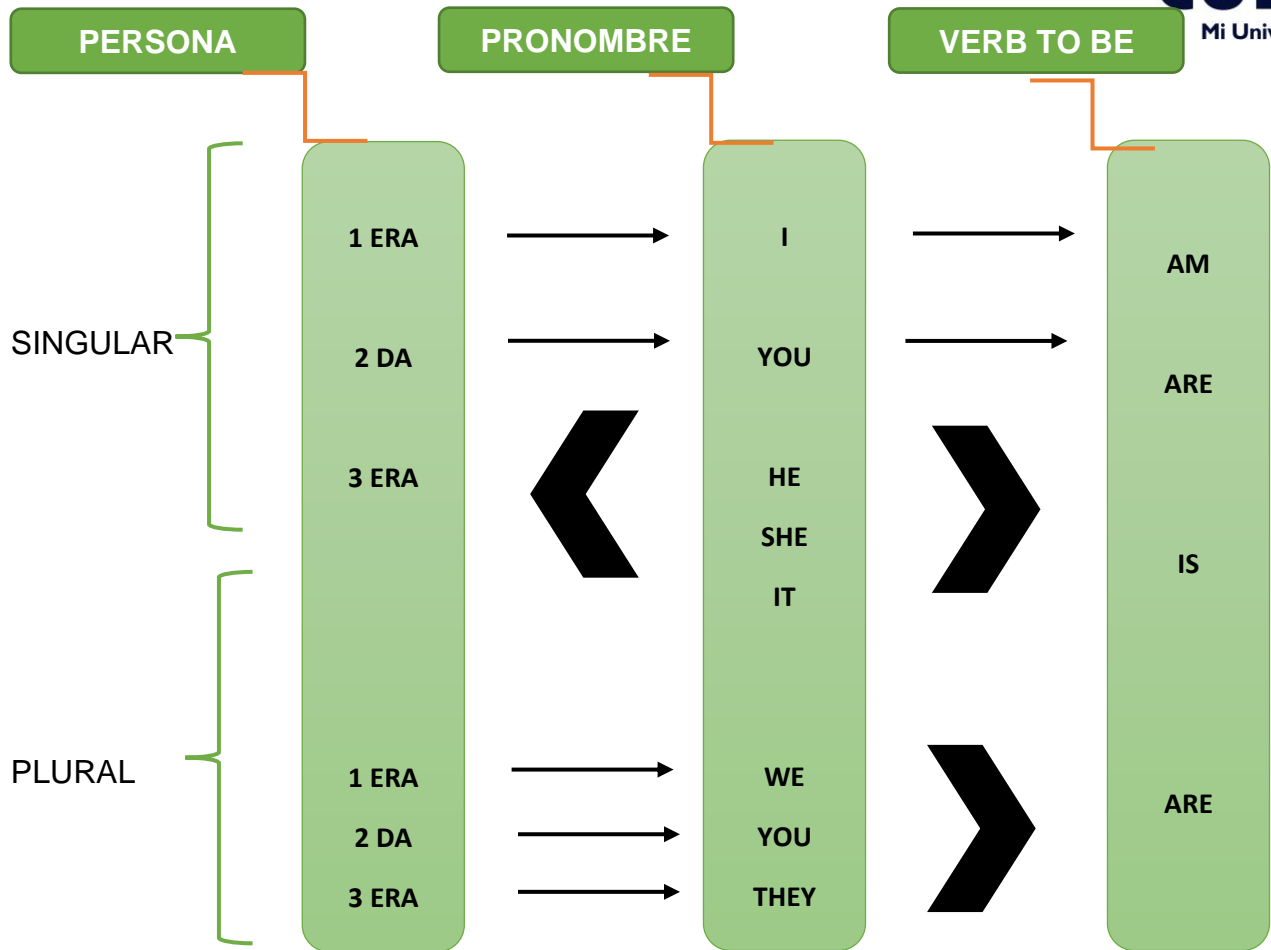 PERSONA PRONOMBRE VERB TO BE
Mi
1 ERA I AM
SINGULAR
2 DA YOU ARE
3 ERA HE
SHE
IT IS
PLURAL
1 ERA WE
2 DA YOU ARE
3 ERA THEY